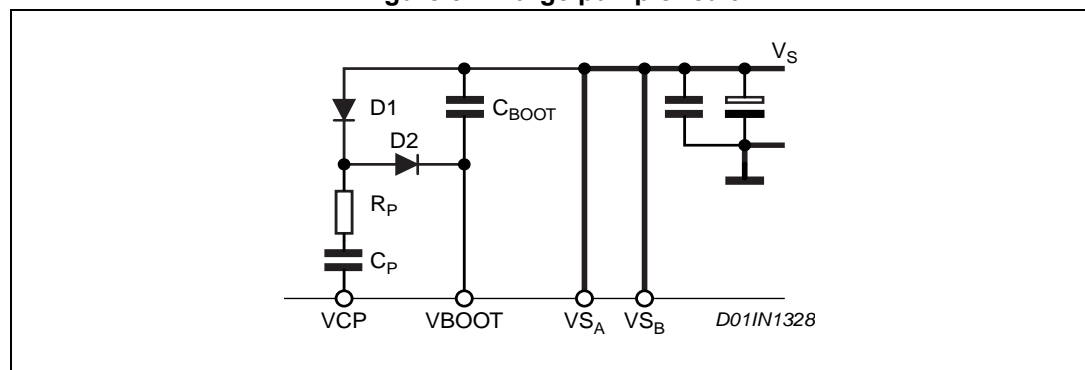 V_S
D1
C_BOOT
D2
R_P
C_P
VCP VBOOT VS_A VS_B D01IN1328